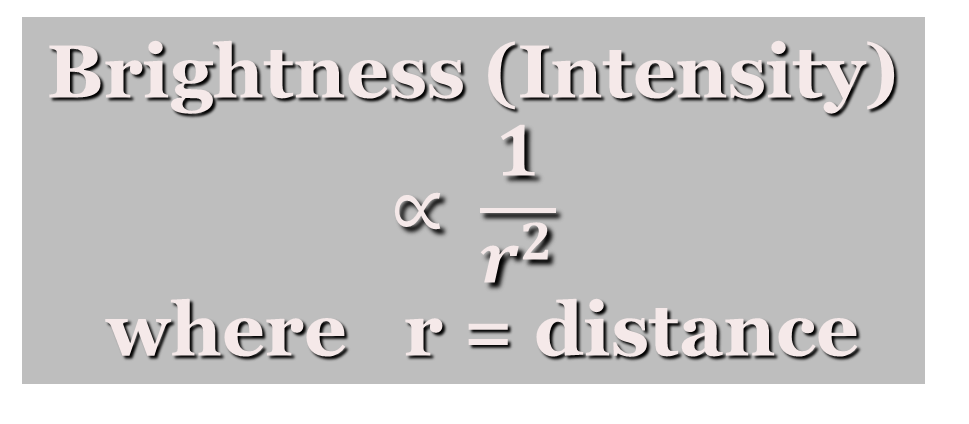 Brightness (Intensity)
∝ 1/r²
where r = distance